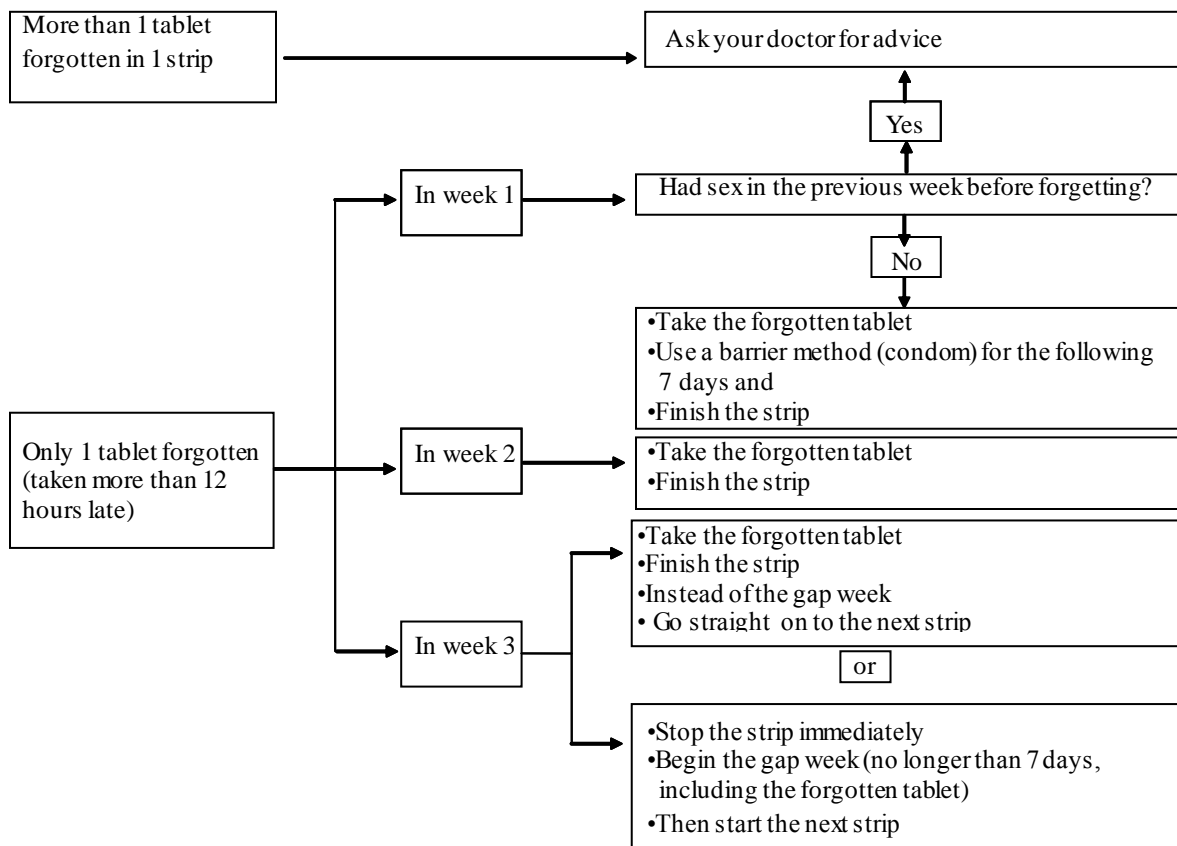 More than 1 tablet
forgotten in 1 strip
Ask your doctor for advice
Yes
In week 1
Had sex in the previous week before forgetting?
No
•Take the forgotten tablet
•Use a barrier method (condom) for the following
7 days and
•Finish the strip
Only 1 tablet forgotten
(taken more than 12
hours late)
In week 2
•Take the forgotten tablet
•Finish the strip
•Take the forgotten tablet
•Finish the strip
•Instead of the gap week
• Go straight on to the next strip
In week 3
or
•Stop the strip immediately
•Begin the gap week (no longer than 7 days,
including the forgotten tablet)
•Then start the next strip